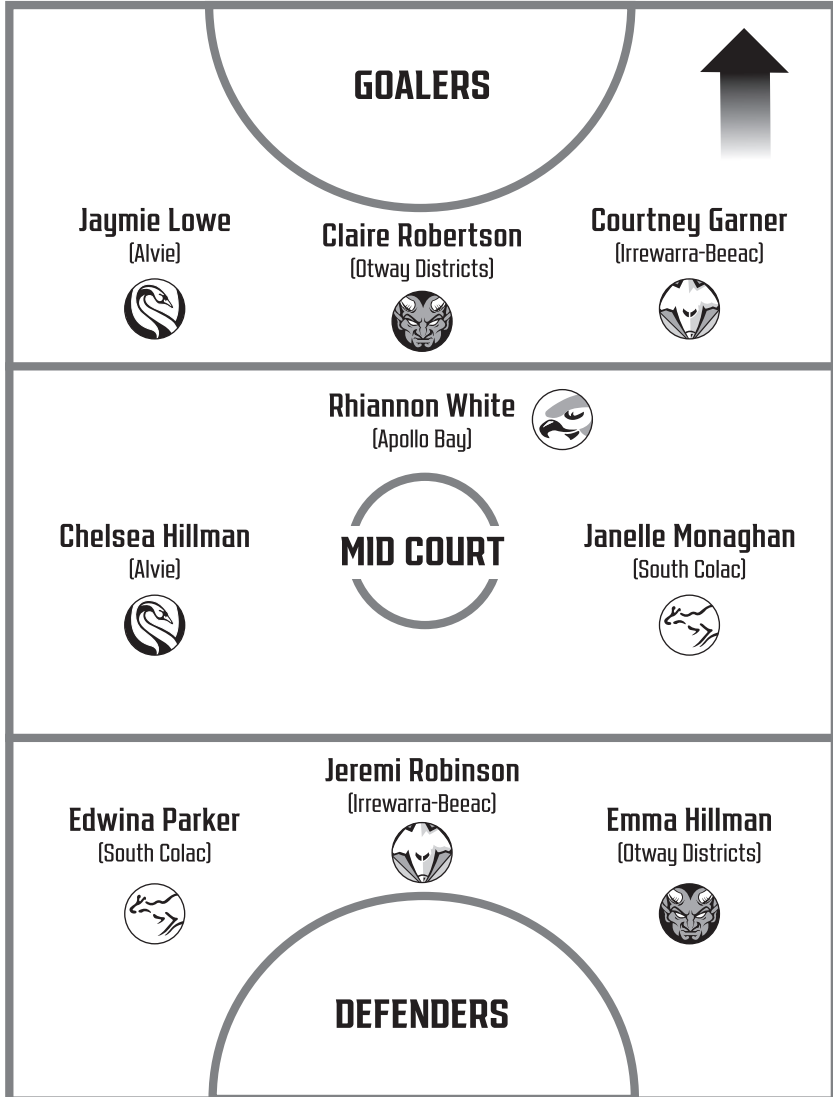 GOALERS
Jaymie Lowe
(Alvie)
Claire Robertson
(Otway Districts)
Courtney Garner
(Irrewarra-Beeac)
Rhiannon White
(Apollo Bay)
Chelsea Hillman
(Alvie)
MID COURT
Janelle Monaghan
(South Colac)
Jeremi Robinson
(Irrewarra-Beeac)
Edwina Parker
(South Colac)
Emma Hillman
(Otway Districts)
DEFENDERS